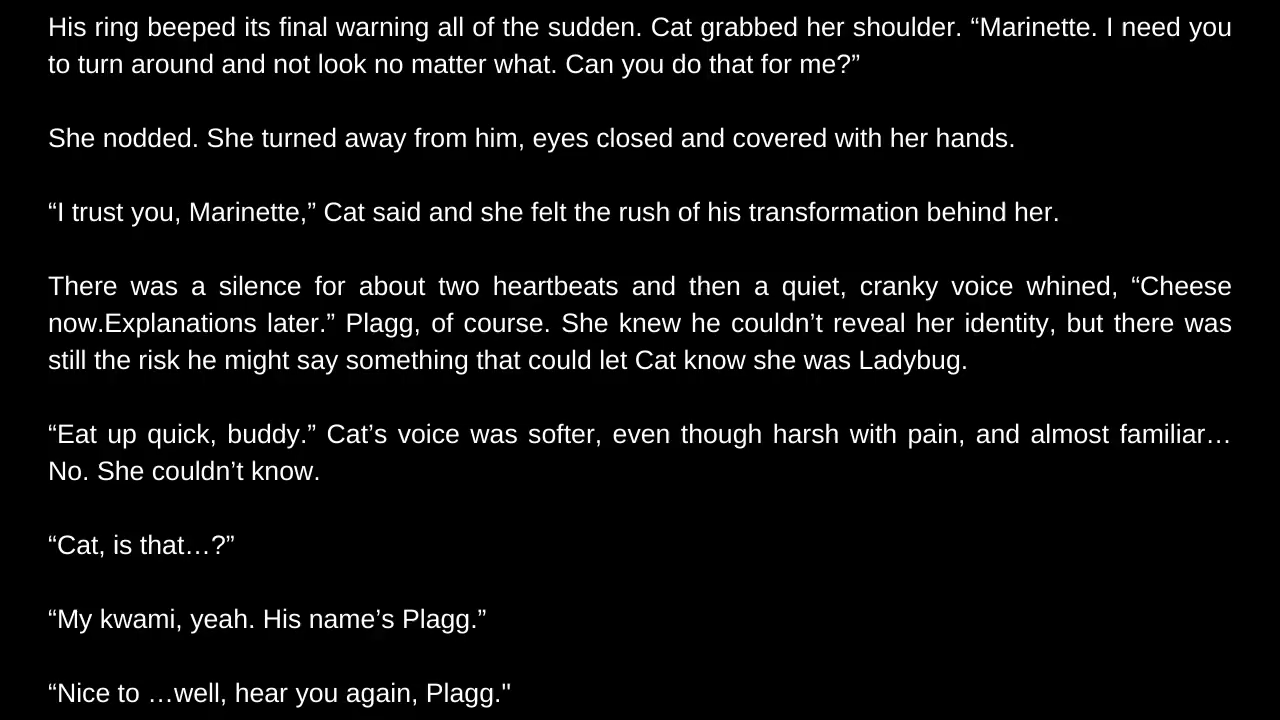 His ring beeped its final warning all of the sudden. Cat grabbed her shoulder. “Marinette. I need you
to turn around and not look no matter what. Can you do that for me?”
She nodded. She turned away from him, eyes closed and covered with her hands.
“I trust you, Marinette,” Cat said and she felt the rush of his transformation behind her.
There was a silence for about two heartbeats and then a quiet, cranky voice whined, “Cheese
now.Explanations later.” Plagg, of course. She knew he couldn’t reveal her identity, but there was
still the risk he might say something that could let Cat know she was Ladybug.
“Eat up quick, buddy.” Cat’s voice was softer, even though harsh with pain, and almost familiar…
No. She couldn’t know.
“Cat, is that…?”
“My kwami, yeah. His name’s Plagg.”
“Nice to …well, hear you again, Plagg."